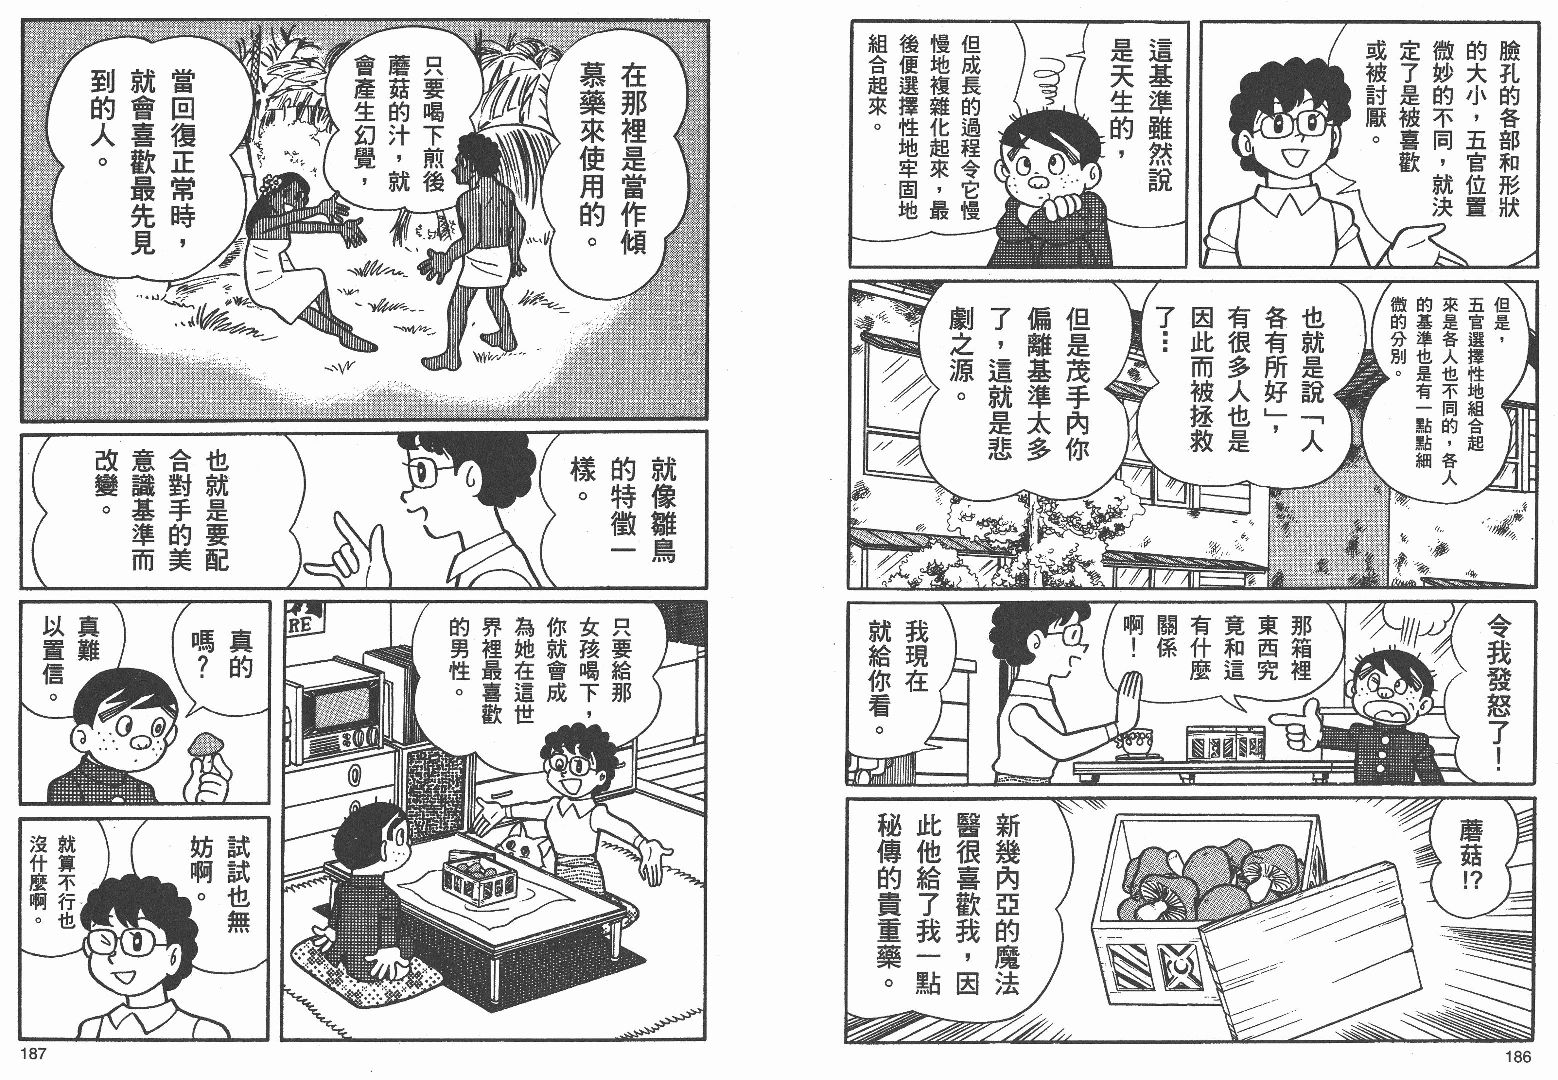 臉孔的各部和形狀
的大小，五官位置
微妙的不同，就決
定了是被喜歡
或被討厭。
這基準雖然說
是天生的，
但成長的過程令它慢
慢地複雜化起來，最
後便選擇性地牢固地
組合起來。
但是，
五官選擇性地組合起
來是各人也不同的，各人
的基準也是有一點點細
微的分別。
也就是說「人
各有所好」，
有很多人也是
因此而被拯救
了…
但是茂手內你
偏離基準太多
了，這就是悲
劇之源。
令我發怒了！
那箱裡
東西究
竟和這
有什麼
關係
啊！
我現在
就給你看。
蘑菇!?
新幾內亞的魔法
醫很喜歡我，因
此他給了我一點
秘傳的貴重藥。
186
在那裡是當作傾
慕藥來使用的。
只要喝下煎後
蘑菇的汁，就
會產生幻覺，
當回復正常時，
就會喜歡最先見
到的人。
就像雛鳥
的特徵一
樣。
也就是要配
合對手的美
意識基準而
改變。
RE
只要給那
女孩喝下，
你就會成
為她在這世
界裡最喜歡
的男性。
真的
嗎？
真難
以置信。
試試也無
妨啊。
就算不行也
沒什麼啊。
187